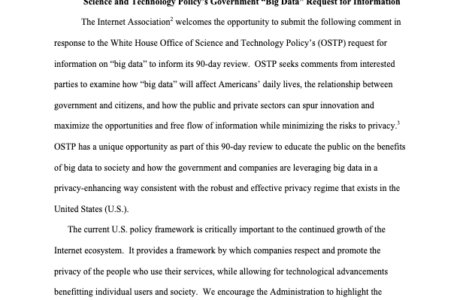 Science and Technology Policy's Government "Big Data" Request for Information
The Internet Association² welcomes the opportunity to submit the following comment in
response to the White House Office of Science and Technology Policy's (OSTP) request for
information on "big data" to inform its 90-day review.  OSTP seeks comments from interested
parties to examine how "big data" will affect Americans' daily lives, the relationship between
government and citizens, and how the public and private sectors can spur innovation and
maximize the opportunities and free flow of information while minimizing the risks to privacy.³
OSTP has a unique opportunity as part of this 90-day review to educate the public on the benefits
of big data to society and how the government and companies are leveraging big data in a
privacy-enhancing way consistent with the robust and effective privacy regime that exists in the
United States (U.S.).
The current U.S. policy framework is critically important to the continued growth of the
Internet ecosystem.  It provides a framework by which companies respect and promote the
privacy of the people who use their services, while allowing for technological advancements
benefitting individual users and society.  We encourage the Administration to highlight the